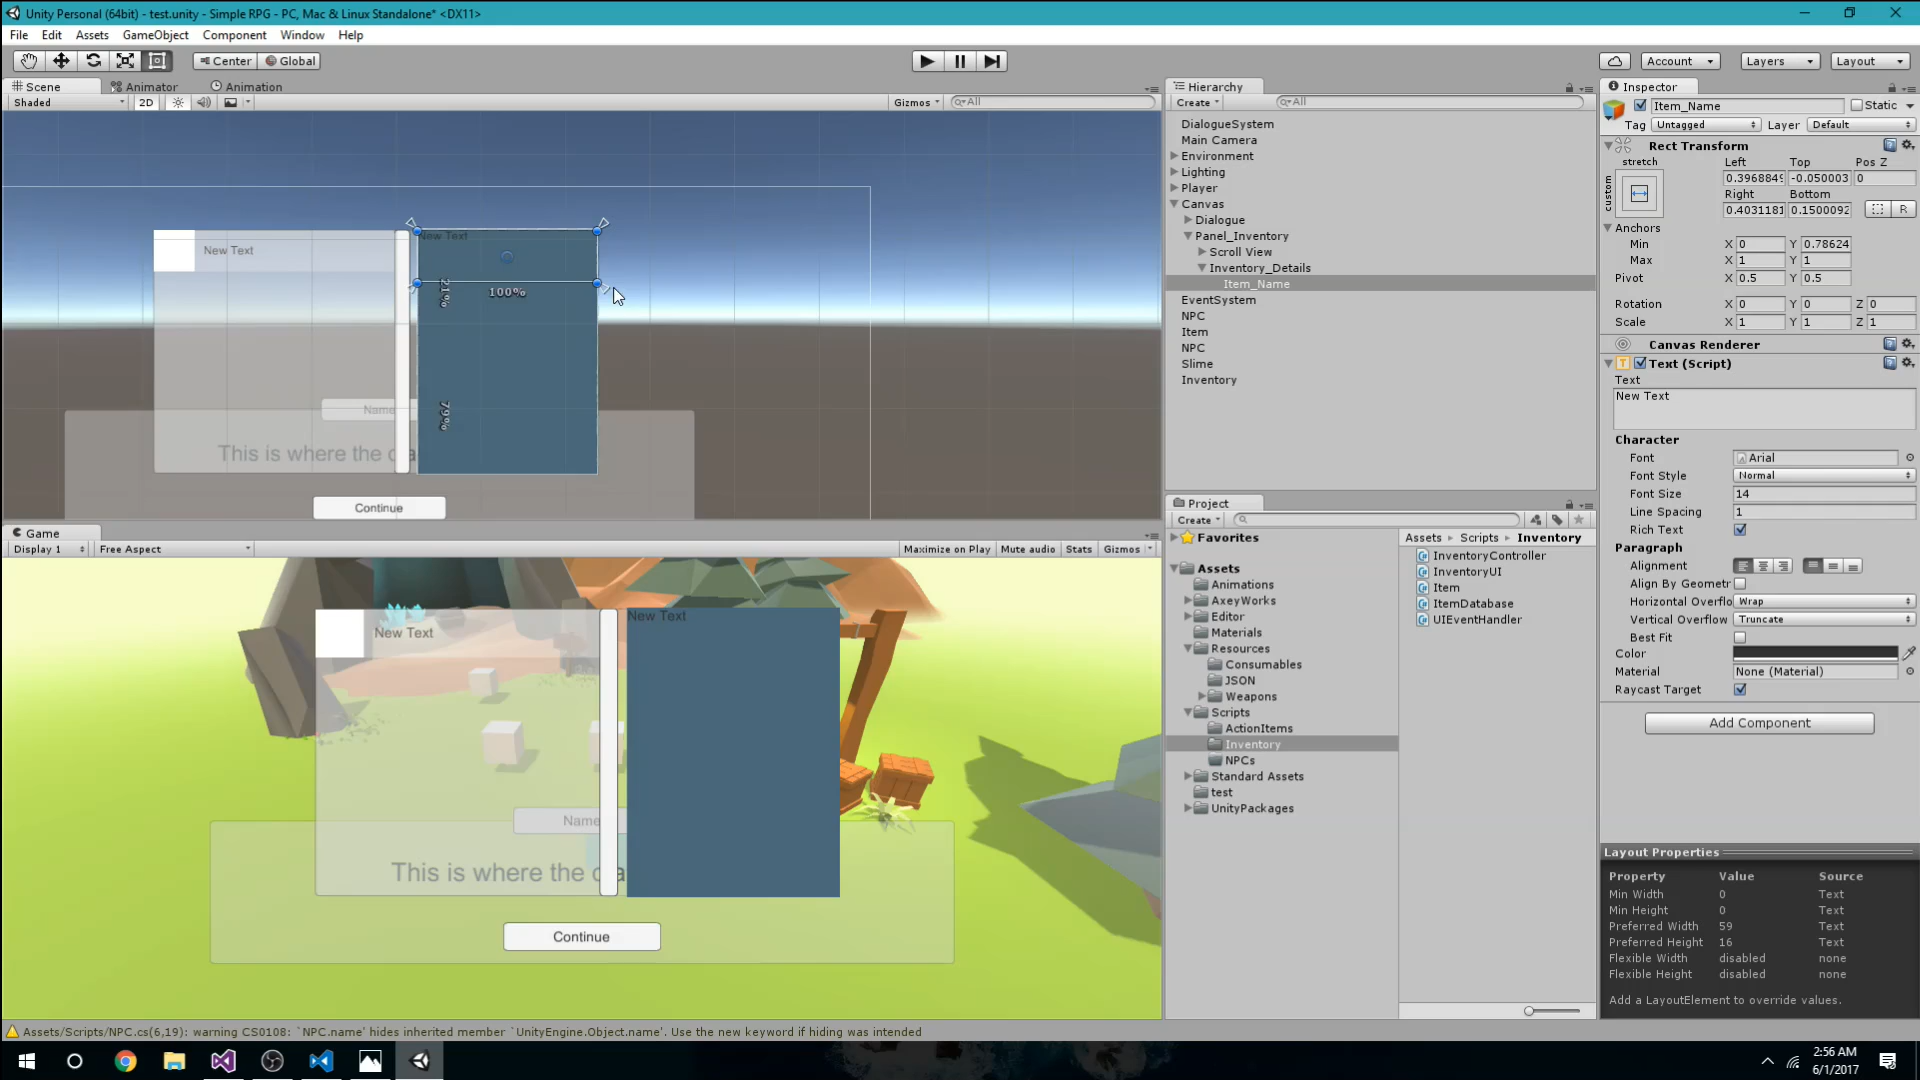 Unity Personal (64bit) - test.unity - Simple RPG - PC, Mac & Linux Standalone* <DX11>
File Edit Assets GameObject Component Window Help
Center Global Account Layers Layout
Scene Animator Animation
Shaded 2D Gizmos All
New Text
New Text
21%
100%
79%
Name
This is where the
Continue
Game
Display 1 Free Aspect Maximize on Play Mute audio Stats Gizmos
New Text
New Text
Name
This is where the
Continue
Hierarchy
Create All
DialogueSystem
Main Camera
Environment
Lighting
Player
Canvas
Dialogue
Panel_Inventory
Scroll View
Inventory_Details
Item_Name
EventSystem
NPC
Item
NPC
Slime
Inventory
Project
Create
Favorites
Assets
Animations
AxeyWorks
Editor
Materials
Resources
Consumables
JSON
Weapons
Scripts
ActionItems
Inventory
NPCs
Standard Assets
test
UnityPackages
Assets Scripts Inventory
InventoryController
InventoryUI
Item
ItemDatabase
UIEventHandler
Inspector
Item_Name Static
Tag Untagged Layer Default
Rect Transform
stretch Left Top Pos Z
custom 0.3968849 -0.050003 0
Right Bottom
0.4031181 0.1500092 R
Anchors
Min X 0 Y 0.78624
Max X 1 Y 1
Pivot X 0.5 Y 0.5
Rotation X 0 Y 0 Z 0
Scale X 1 Y 1 Z 1
Canvas Renderer
Text (Script)
Text
New Text
Character
Font Arial
Font Style Normal
Font Size 14
Line Spacing 1
Rich Text
Paragraph
Alignment
Align By Geometr
Horizontal Overflo Wrap
Vertical Overflow Truncate
Best Fit
Color
Material None (Material)
Raycast Target
Add Component
Layout Properties
Property Value Source
Min Width 0 Text
Min Height 0 Text
Preferred Width 59 Text
Preferred Height 16 Text
Flexible Width disabled none
Flexible Height disabled none
Add a LayoutElement to override values.
Assets/Scripts/NPC.cs(6,19): warning CS0108: `NPC.name' hides inherited member `UnityEngine.Object.name'. Use the new keyword if hiding was intended
2:56 AM
6/1/2017